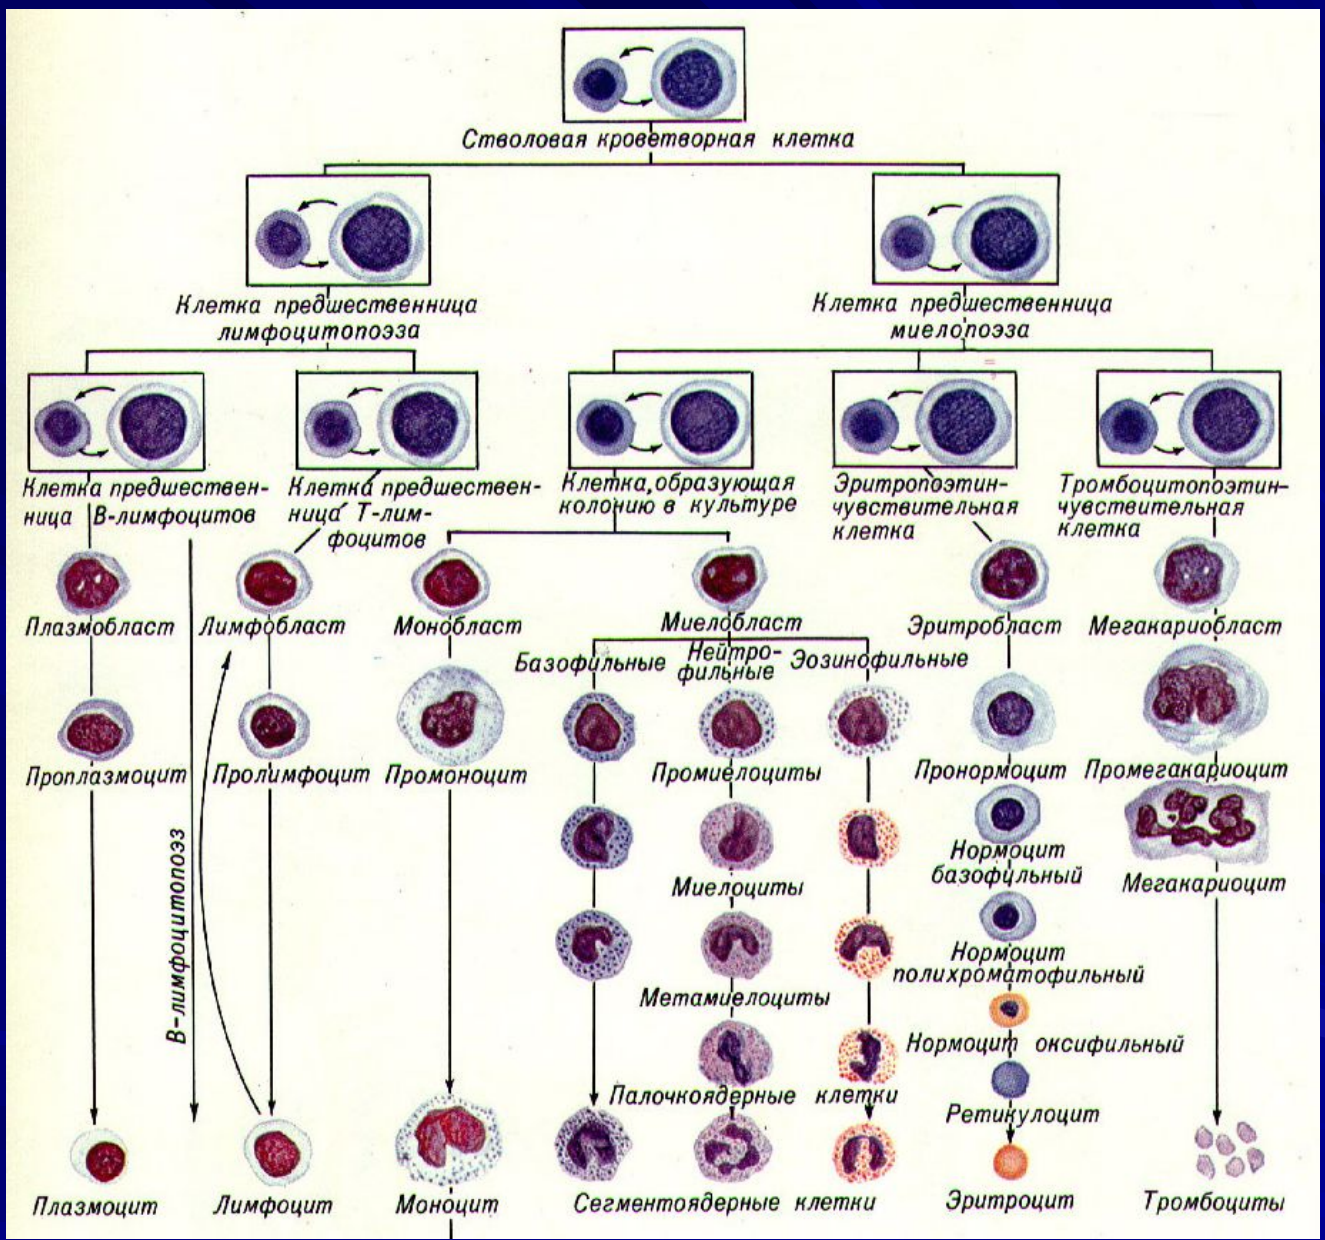 Стволовая кроветворная клетка
Клетка предшественница
лимфоцитопоэза
Клетка предшественница
миелопоэза
Клетка предшествен-
ница В-лимфоцитов
Клетка предшествен-
ница Т-лим-
фоцитов
Клетка, образующая
колонию в культуре
Эритропоэтин-
чувствительная
клетка
Тромбоцитопоэтин-
чувствительная
клетка
Плазмобласт
Лимфобласт
Монобласт
Миелобласт
Эритробласт
Мегакариобласт
Базофильные
Нейтро-
фильные
Эозинофильные
Проплазмоцит
Пролимфоцит
Промоноцит
Промиелоциты
Пронормоцит
Промегакариоцит
В-лимфоцитопоэз
Нормоцит
базофильный
Миелоциты
Мегакариоцит
Нормоцит
полихроматофильный
Метамиелоциты
Нормоцит оксифильный
Палочкоядерные клетки
Ретикулоцит
Плазмоцит
Лимфоцит
Моноцит
Сегментоядерные клетки
Эритроцит
Тромбоциты